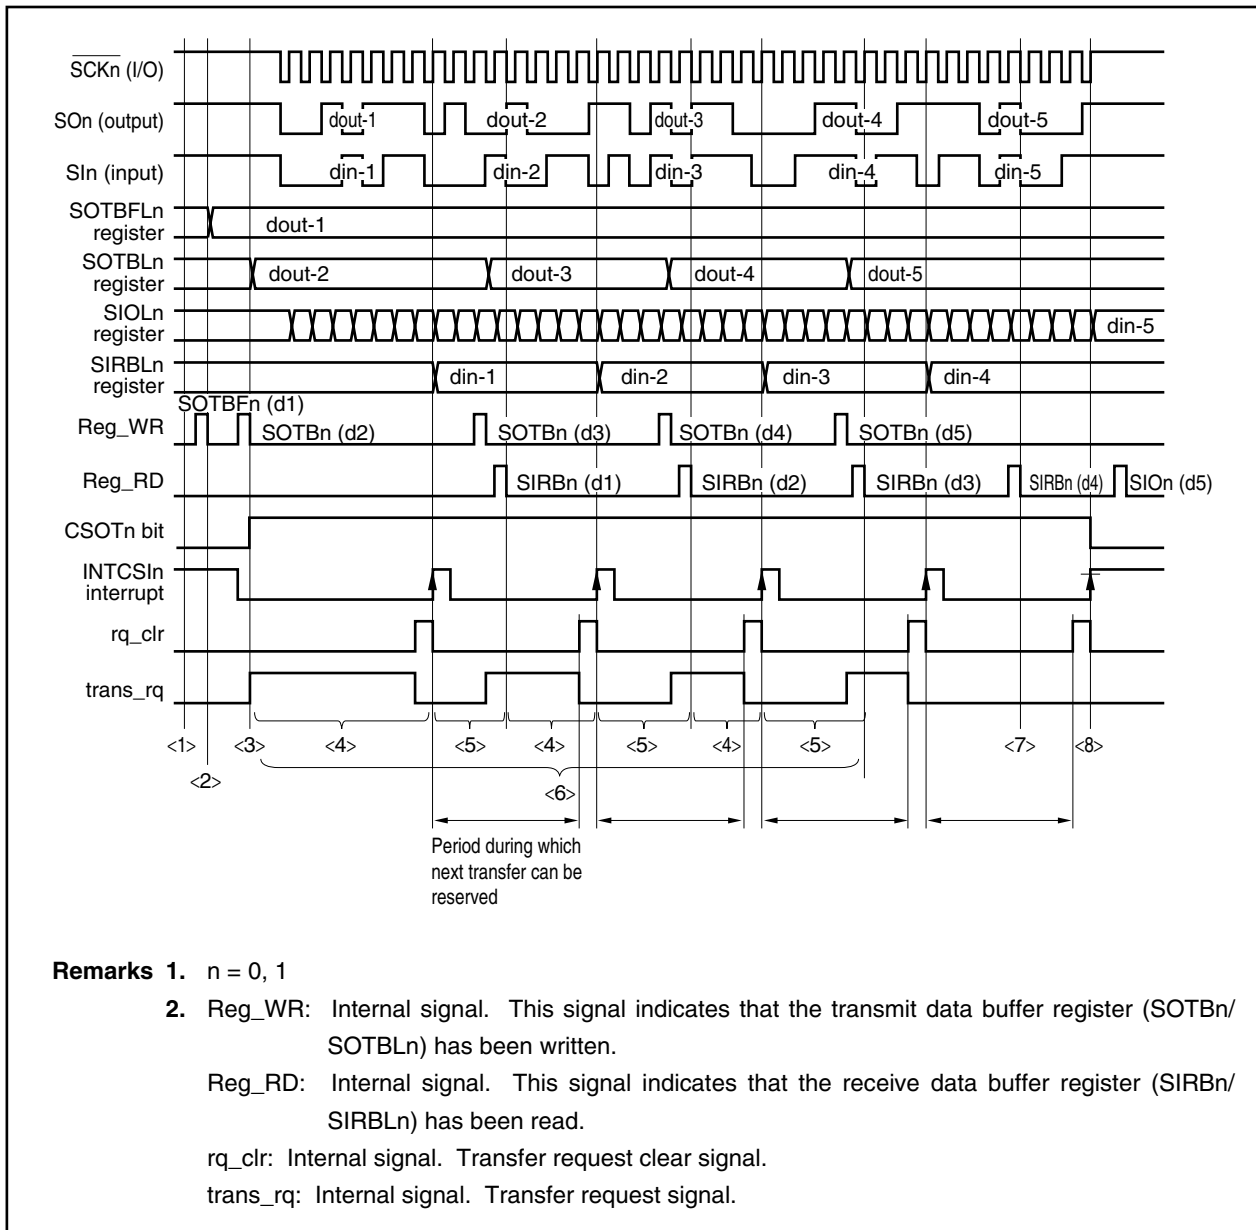 SCKn (I/O)
SOn (output) dout-1 dout-2 dout-3 dout-4 dout-5
SIn (input) din-1 din-2 din-3 din-4 din-5
SOTBFLn
register dout-1
SOTBLn
register dout-2 dout-3 dout-4 dout-5
SIOLn
register din-5
SIRBLn
register din-1 din-2 din-3 din-4
SOTBFn (d1)
Reg_WR SOTBn (d2) SOTBn (d3) SOTBn (d4) SOTBn (d5)
Reg_RD SIRBn (d1) SIRBn (d2) SIRBn (d3) SIRBn (d4) SIOn (d5)
CSOTn bit
INTCSIn
interrupt
rq_clr
trans_rq
<1> <3> <4> <5> <4> <5> <4> <5> <7> <8>
<2> <6>
Period during which
next transfer can be
reserved
Remarks 1. n = 0, 1
2. Reg_WR: Internal signal. This signal indicates that the transmit data buffer register (SOTBn/
SOTBLn) has been written.
Reg_RD: Internal signal. This signal indicates that the receive data buffer register (SIRBn/
SIRBLn) has been read.
rq_clr: Internal signal. Transfer request clear signal.
trans_rq: Internal signal. Transfer request signal.